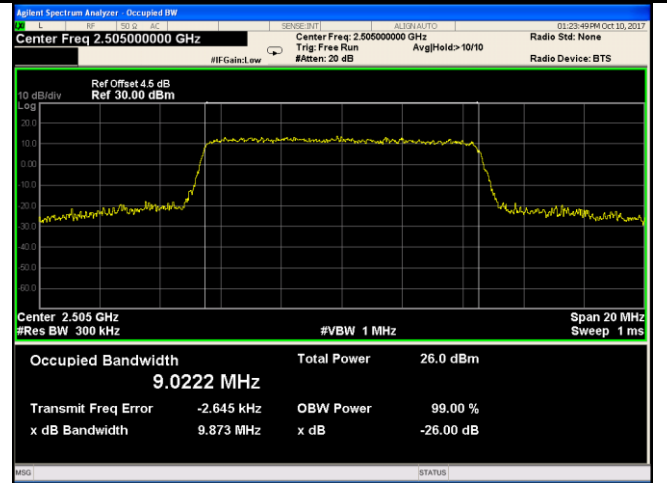 Agilent Spectrum Analyzer - Occupied BW
L RF 50 Ω AC SENSE:INT ALIGN AUTO 01:23:49 PM Oct 10, 2017
Center Freq 2.505000000 GHz Center Freq: 2.505000000 GHz Radio Std: None
Trig: Free Run Avg|Hold:> 10/10
#IFGain:Low #Atten: 20 dB Radio Device: BTS
Ref Offset 4.5 dB
10 dB/div Ref 30.00 dBm
Log
20.0
10.0
0.00
-10.0
-20.0
-30.0
-40.0
-50.0
-60.0
Center 2.505 GHz Span 20 MHz
#Res BW 300 kHz #VBW 1 MHz Sweep 1 ms
Occupied Bandwidth Total Power 26.0 dBm
9.0222 MHz
Transmit Freq Error -2.645 kHz OBW Power 99.00 %
x dB Bandwidth 9.873 MHz x dB -26.00 dB
MSG STATUS